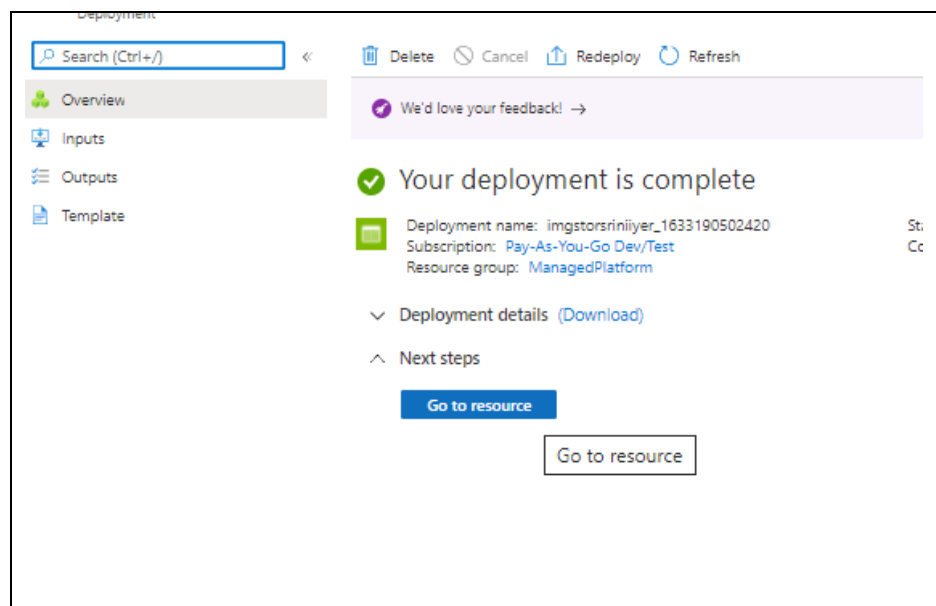 Deployment
Search (Ctrl+/)
«
Delete Cancel Redeploy Refresh
Overview
We'd love your feedback! →
Inputs
Outputs
Template
Your deployment is complete
Deployment name: imgstorsriniiyer_1633190502420
Subscription: Pay-As-You-Go Dev/Test
Resource group: ManagedPlatform
Deployment details (Download)
Next steps
Go to resource
Go to resource